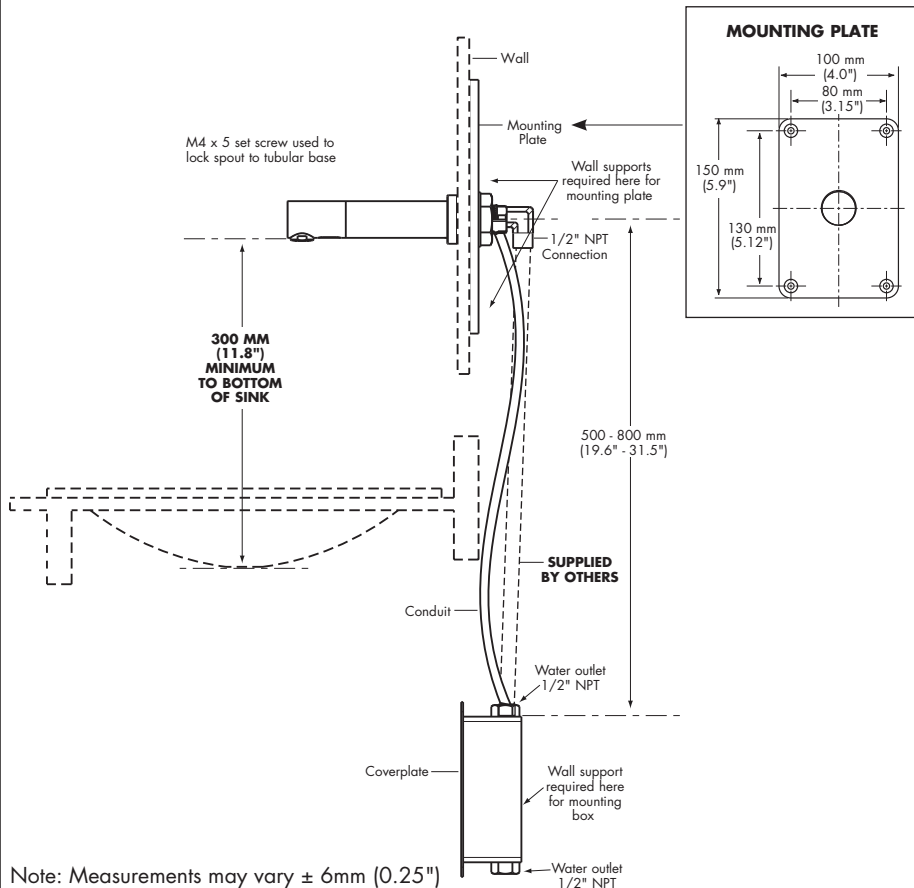 MOUNTING PLATE
100 mm
(4.0")
80 mm
(3.15")
150 mm
(5.9")
130 mm
(5.12")
Wall
Mounting
Plate
M4 x 5 set screw used to
lock spout to tubular base
Wall supports
required here for
mounting plate
1/2" NPT
Connection
300 MM
(11.8")
MINIMUM
TO BOTTOM
OF SINK
500 - 800 mm
(19.6" - 31.5")
SUPPLIED
BY OTHERS
Conduit
Water outlet
1/2" NPT
Coverplate
Wall support
required here
for mounting
box
Water outlet
1/2" NPT
Note: Measurements may vary ± 6mm (0.25")